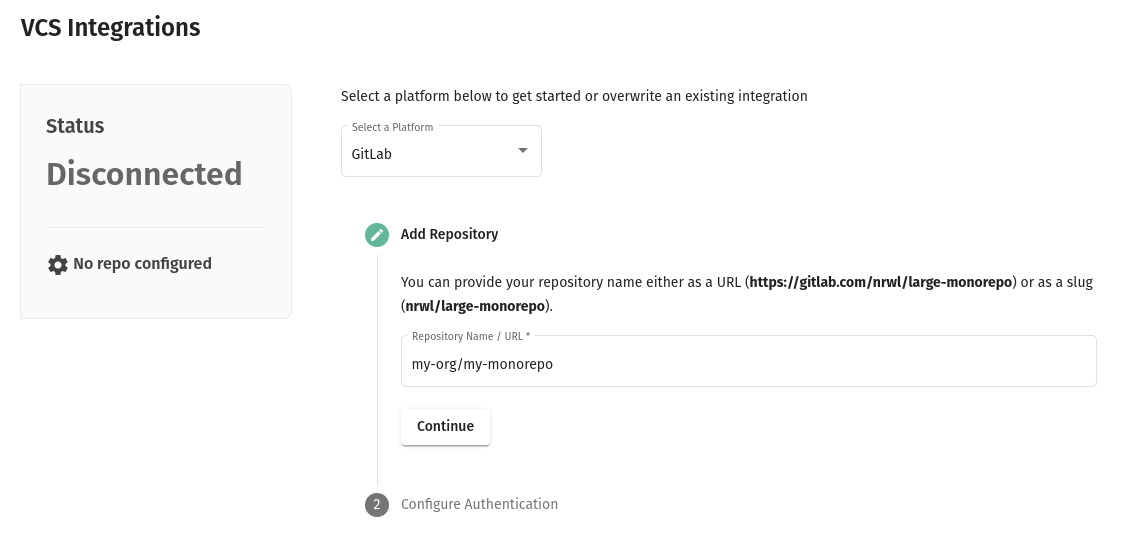 VCS Integrations
Status
Disconnected
No repo configured
Select a platform below to get started or overwrite an existing integration
Select a Platform
GitLab
Add Repository
You can provide your repository name either as a URL (https://gitlab.com/nrwl/large-monorepo) or as a slug
(nrwl/large-monorepo).
Repository Name / URL *
my-org/my-monorepo
Continue
2 Configure Authentication